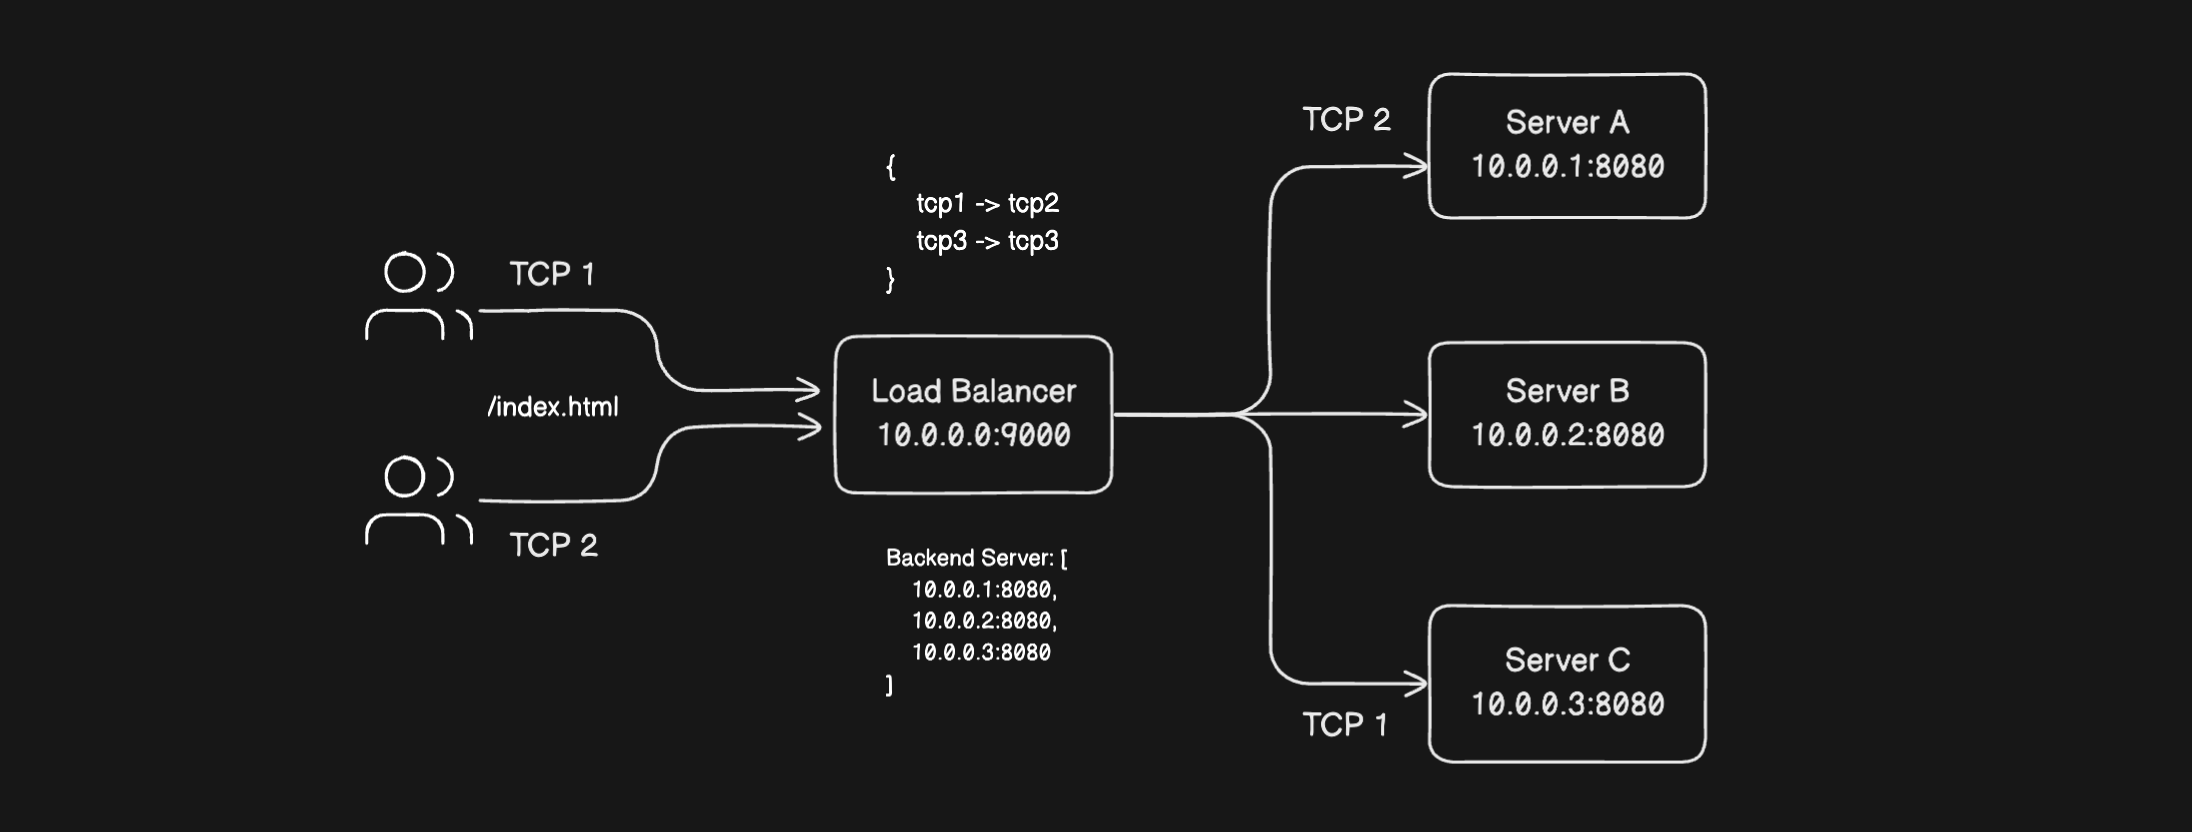 TCP 1
/index.html
TCP 2
{
tcp1 -> tcp2
tcp3 -> tcp3
}
Load Balancer
10.0.0.0:9000
Backend Server: [
10.0.0.1:8080,
10.0.0.2:8080,
10.0.0.3:8080
]
TCP 2
Server A
10.0.0.1:8080
Server B
10.0.0.2:8080
Server C
10.0.0.3:8080
TCP 1